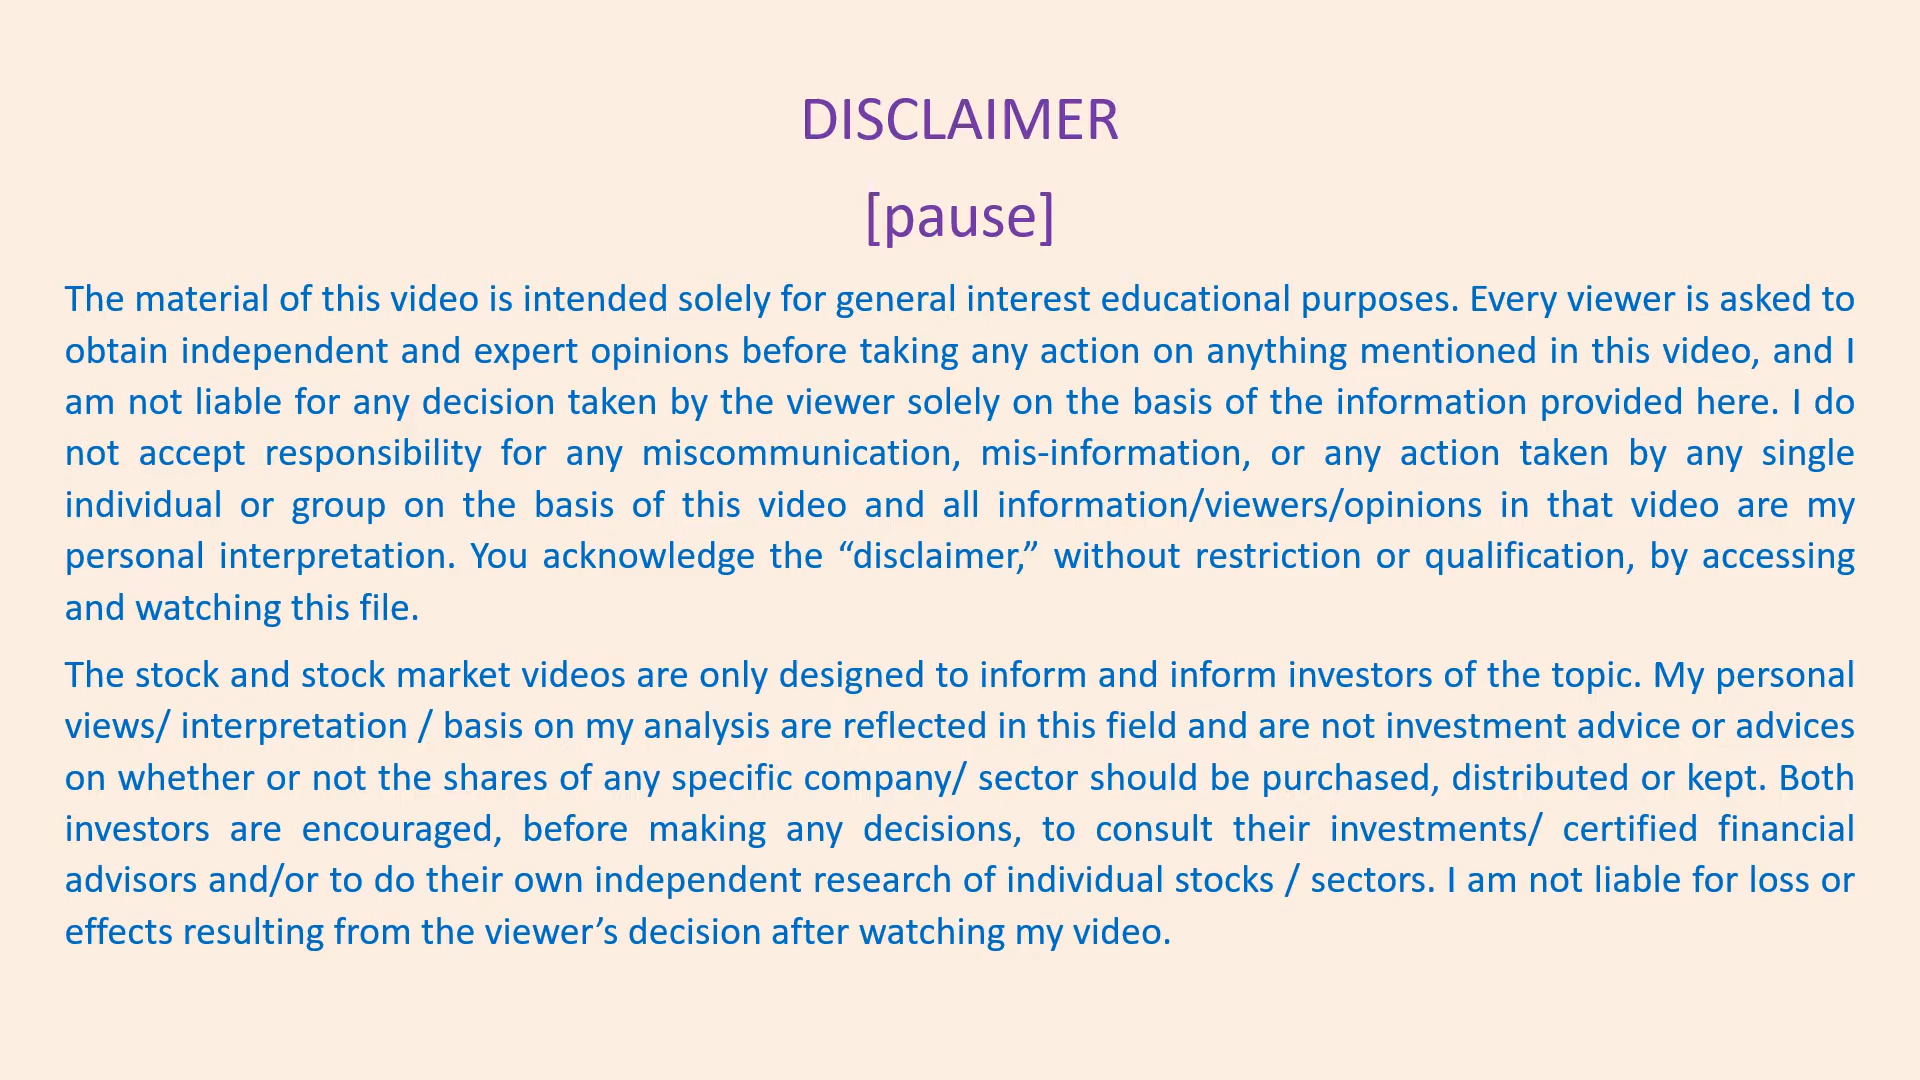 DISCLAIMER
[pause]
The material of this video is intended solely for general interest educational purposes. Every viewer is asked to
obtain independent and expert opinions before taking any action on anything mentioned in this video, and I
am not liable for any decision taken by the viewer solely on the basis of the information provided here. I do
not accept responsibility for any miscommunication, mis-information, or any action taken by any single
individual or group on the basis of this video and all information/viewers/opinions in that video are my
personal interpretation. You acknowledge the “disclaimer,” without restriction or qualification, by accessing
and watching this file.
The stock and stock market videos are only designed to inform and inform investors of the topic. My personal
views/ interpretation / basis on my analysis are reflected in this field and are not investment advice or advices
on whether or not the shares of any specific company/ sector should be purchased, distributed or kept. Both
investors are encouraged, before making any decisions, to consult their investments/ certified financial
advisors and/or to do their own independent research of individual stocks / sectors. I am not liable for loss or
effects resulting from the viewer’s decision after watching my video.